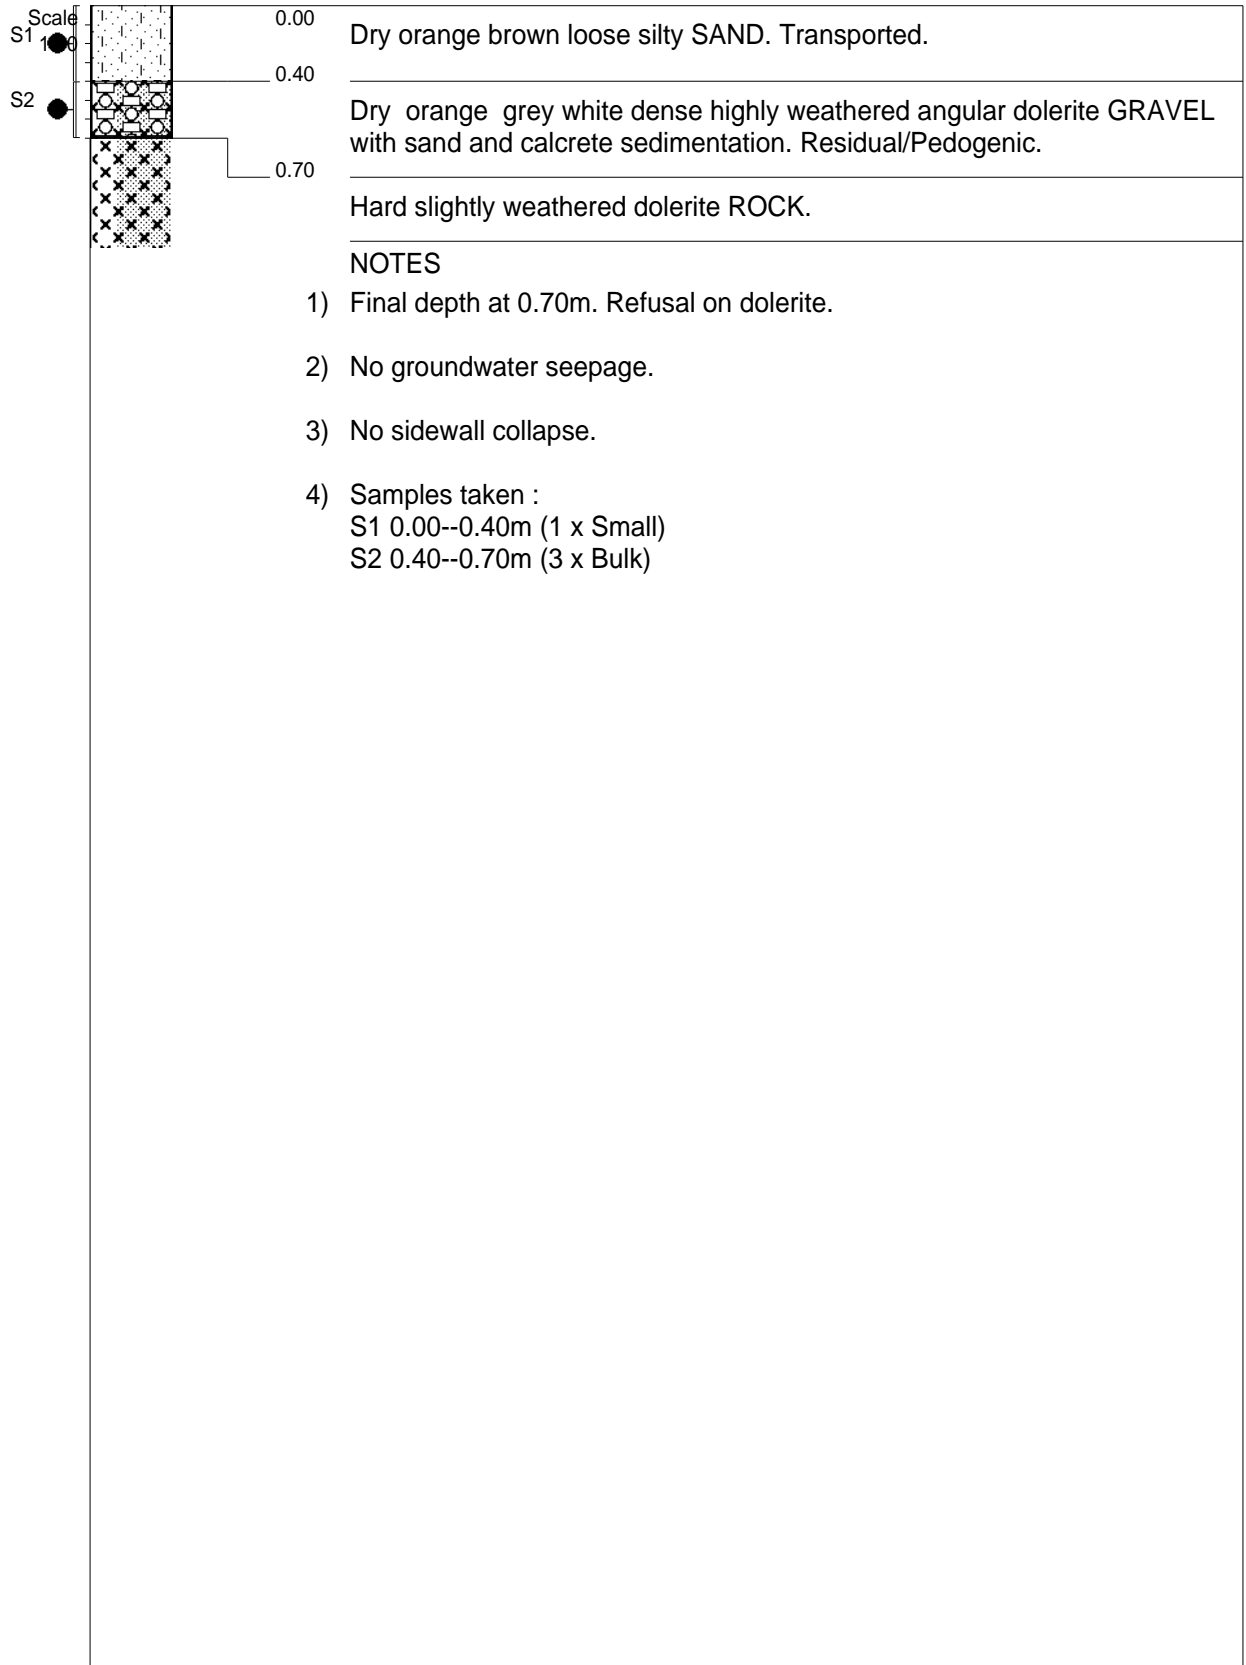 Scale
S1
0.00
Dry orange brown loose silty SAND. Transported.
0.40
S2
Dry orange grey white dense highly weathered angular dolerite GRAVEL
with sand and calcrete sedimentation. Residual/Pedogenic.
0.70
Hard slightly weathered dolerite ROCK.
NOTES
1) Final depth at 0.70m. Refusal on dolerite.
2) No groundwater seepage.
3) No sidewall collapse.
4) Samples taken :
S1 0.00--0.40m (1 x Small)
S2 0.40--0.70m (3 x Bulk)